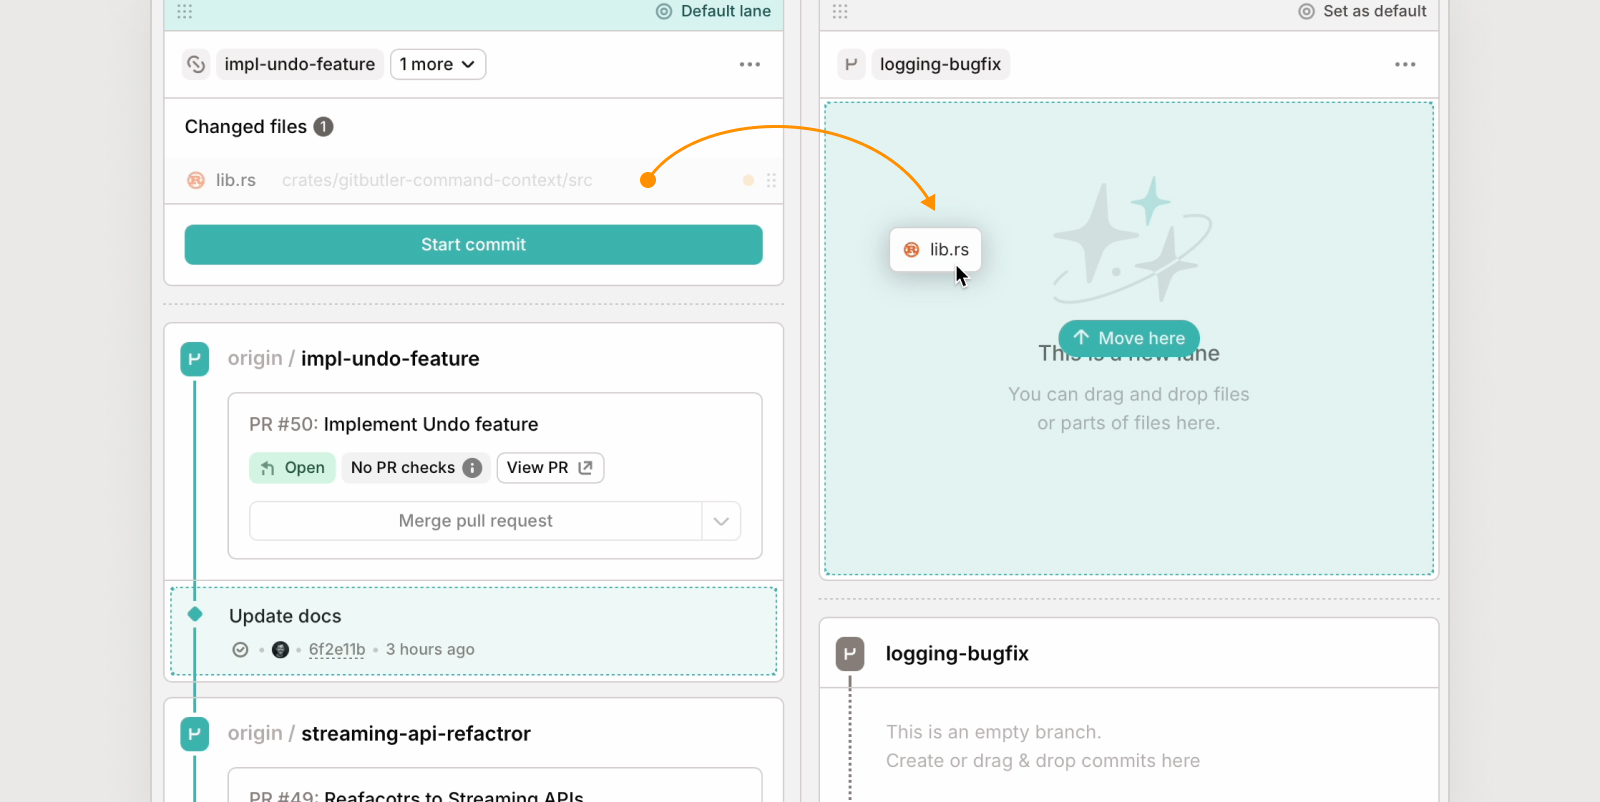 Default lane
impl-undo-feature 1 more
Changed files 1
lib.rs crates/gitbutler-command-context/src
Start commit
origin / impl-undo-feature
PR #50: Implement Undo feature
Open No PR checks View PR
Merge pull request
Update docs
6f2e11b • 3 hours ago
origin / streaming-api-refactror
PR #49: Reafacotrs to Streaming APIs
Set as default
logging-bugfix
lib.rs
Move here
This is a new lane
You can drag and drop files
or parts of files here.
logging-bugfix
This is an empty branch.
Create or drag & drop commits here